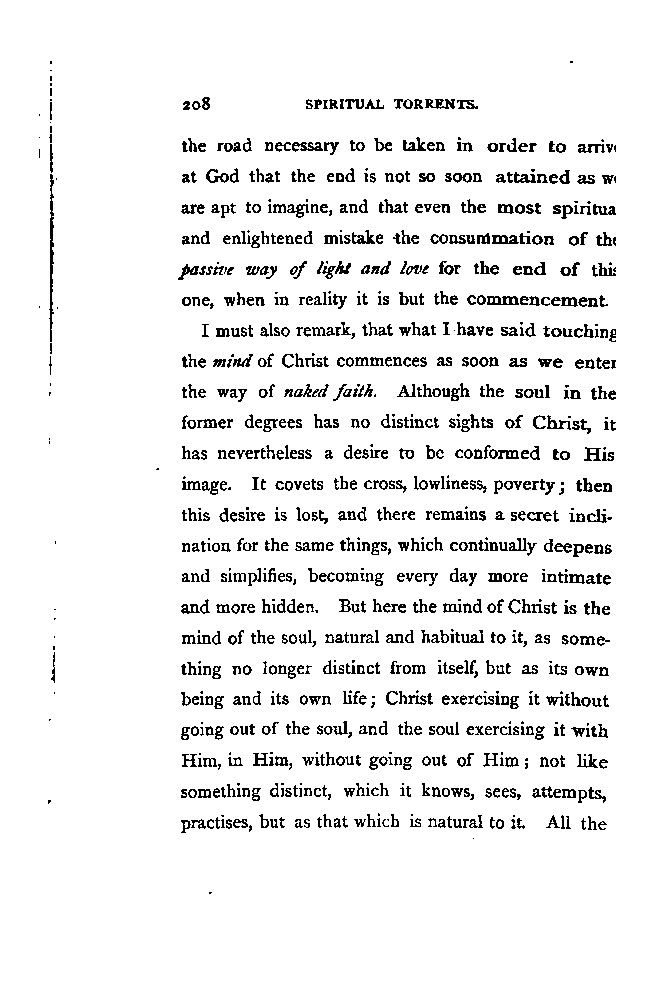 208 SPIRITUAL TORRENTS.
the road necessary to be taken in order to arriv
at God that the end is not so soon attained as w
are apt to imagine, and that even the most spiritua
and enlightened mistake the consummation of th
passive way of light and love for the end of this
one, when in reality it is but the commencement.
I must also remark, that what I have said touching
the mind of Christ commences as soon as we enter
the way of naked faith. Although the soul in the
former degrees has no distinct sights of Christ, it
has nevertheless a desire to be conformed to His
image. It covets the cross, lowliness, poverty; then
this desire is lost, and there remains a secret incli-
nation for the same things, which continually deepens
and simplifies, becoming every day more intimate
and more hidden. But here the mind of Christ is the
mind of the soul, natural and habitual to it, as some-
thing no longer distinct from itself, but as its own
being and its own life; Christ exercising it without
going out of the soul, and the soul exercising it with
Him, in Him, without going out of Him; not like
something distinct, which it knows, sees, attempts,
practises, but as that which is natural to it. All the